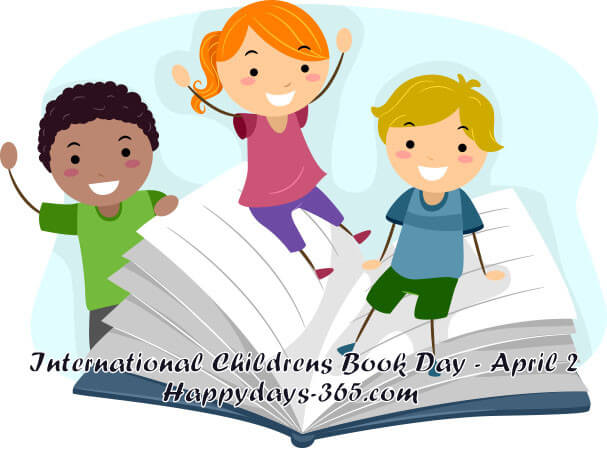 International Childrens Book Day - April 2
Happydays-365.com